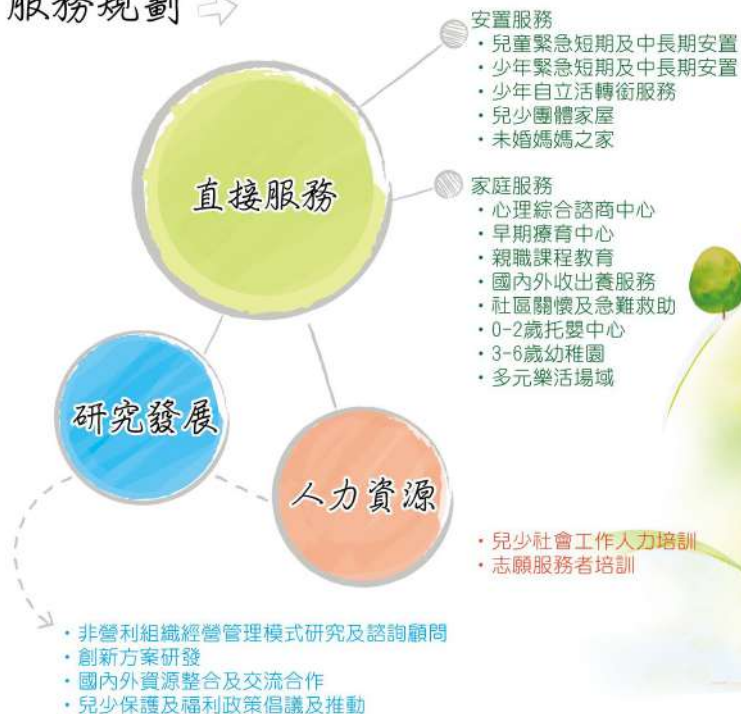 服務規劃
安置服務
・兒童緊急短期及中長期安置
・少年緊急短期及中長期安置
・少年自立活轉銜服務
・兒少團體家屋
・未婚媽媽之家
直接服務
家庭服務
・心理綜合諮商中心
・早期療育中心
・親職課程教育
・國內外收出養服務
・社區關懷及急難救助
・0-2歲托嬰中心
・3-6歲幼稚園
・多元樂活場域
研究發展
人力資源
・兒少社會工作人力培訓
・志願服務者培訓
・非營利組織經營管理模式研究及諮詢顧問
・創新方案研發
・國內外資源整合及交流合作
・兒少保護及福利政策倡議及推動